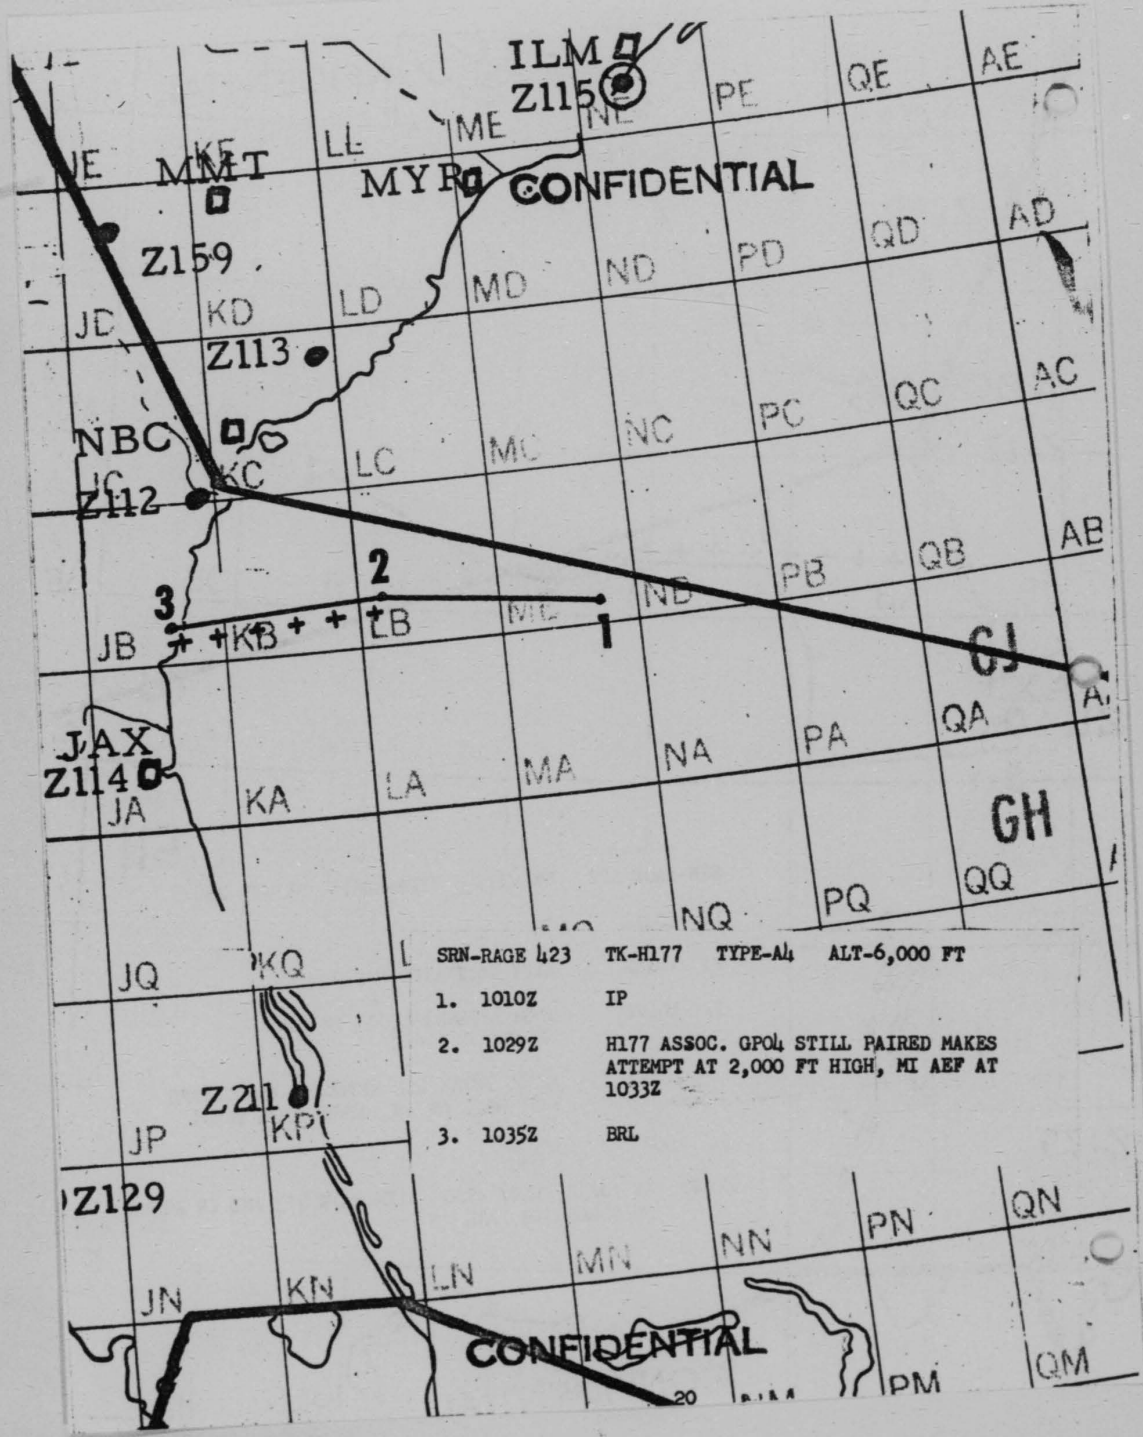 ILM
Z115
NE
PE
QE
AE
JE
KE
LL
ME
MMT
MYR
CONFIDENTIAL
Z159
JD
KD
LD
MD
ND
PD
QD
AD
Z113
NBC
JC
KC
LC
MC
NC
PC
QC
AC
Z112
3
2
1
JB
KB
LB
NB
PB
QB
AB
GJ
JAX
Z114
JA
KA
LA
MA
NA
PA
QA
GH
JQ
KQ
NQ
PQ
QQ
SRN-RAGE 423 TK-H177 TYPE-A4 ALT-6,000 FT
1. 1010Z IP
2. 1029Z H177 ASSOC. GP04 STILL PAIRED MAKES
ATTEMPT AT 2,000 FT HIGH, MI AEF AT
1033Z
3. 1035Z BRL
Z211
JP
KP
Z129
JN
KN
LN
MN
NN
PN
QN
CONFIDENTIAL
20
PM
QM